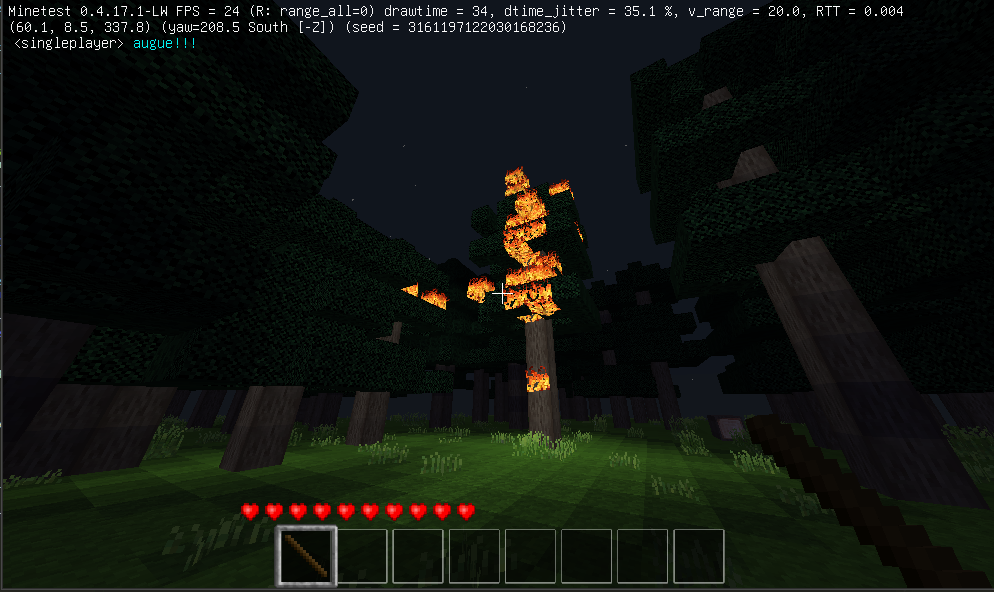 Minetest 0.4.17.1-LW FPS = 24 (R: range_all=0) drawtime = 34, dtime_jitter = 35.1 %, v_range = 20.0, RTT = 0.004
(60.1, 8.5, 337.8) (yaw=208.5 South [-Z]) (seed = 3161197122030168236)
<singleplayer> augue!!!